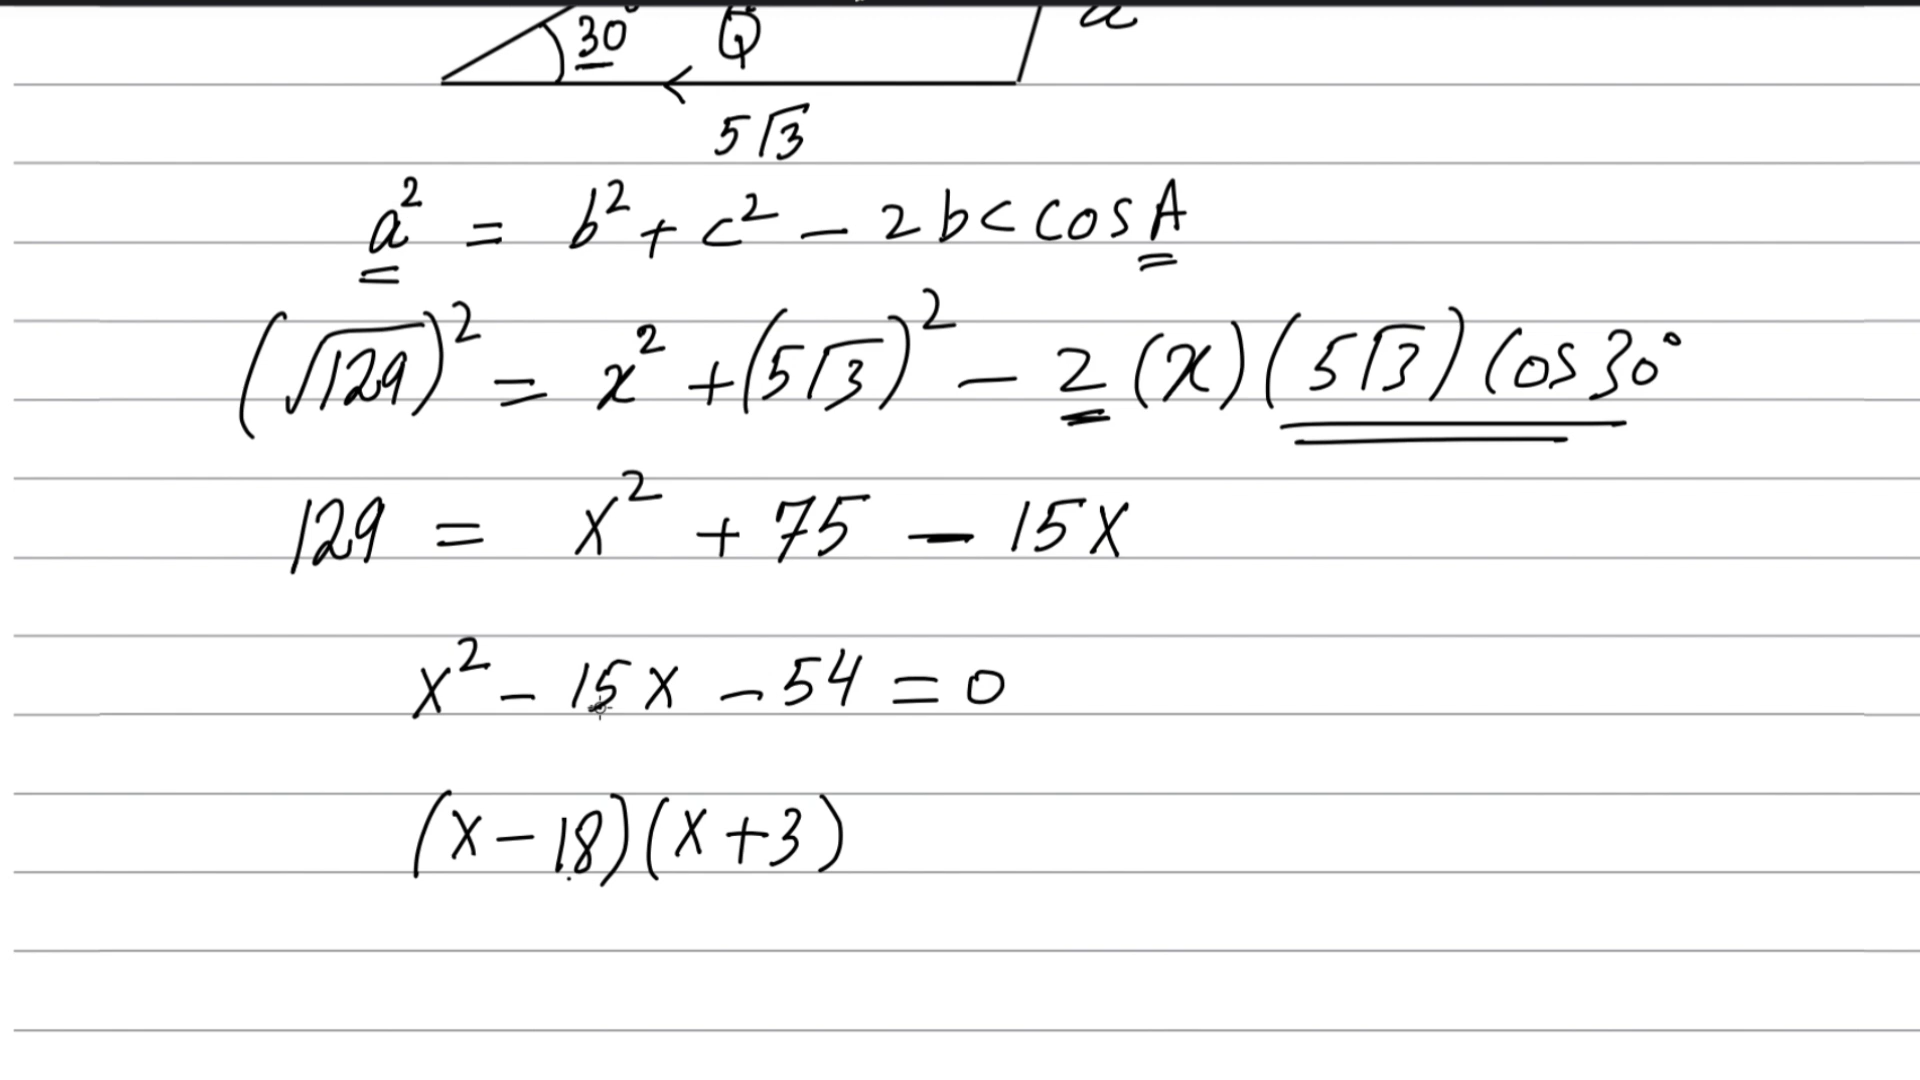 30° Q a
5√3
a² = b² + c² - 2bc cos A
(√129)² = x² + (5√3)² - 2(x)(5√3) cos 30°
129 = x² + 75 - 15x
x² - 15x - 54 = 0
(x - 18)(x + 3)